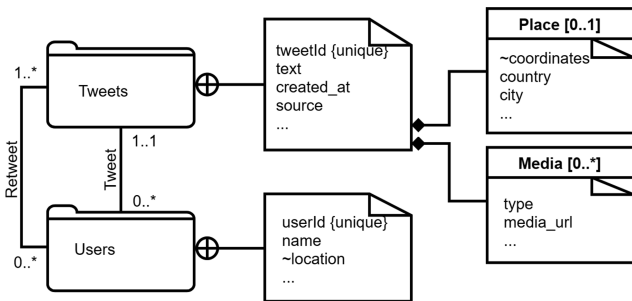 Tweets
1..*
1..1
Retweet
Tweet
0..*
0..*
Users
tweetId {unique}
text
created_at
source
...
userId {unique}
name
~location
...
Place [0..1]
~coordinates
country
city
...
Media [0..*]
type
media_url
...